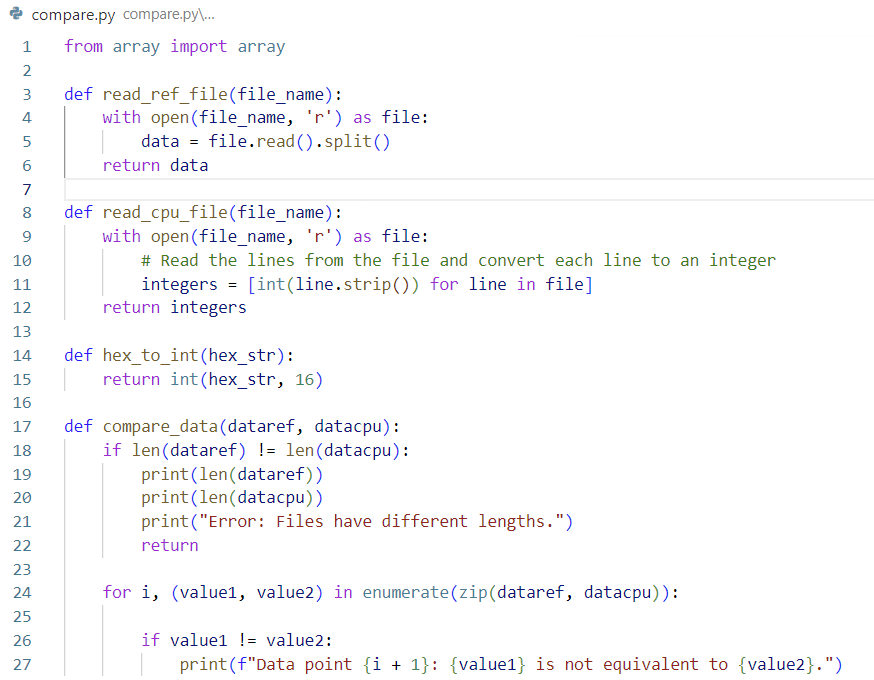 compare.py compare.py\...
1 from array import array
2
3 def read_ref_file(file_name):
4     with open(file_name, 'r') as file:
5         data = file.read().split()
6     return data
7
8 def read_cpu_file(file_name):
9     with open(file_name, 'r') as file:
10         # Read the lines from the file and convert each line to an integer
11         integers = [int(line.strip()) for line in file]
12     return integers
13
14 def hex_to_int(hex_str):
15     return int(hex_str, 16)
16
17 def compare_data(dataref, datacpu):
18     if len(dataref) != len(datacpu):
19         print(len(dataref))
20         print(len(datacpu))
21         print("Error: Files have different lengths.")
22         return
23
24     for i, (value1, value2) in enumerate(zip(dataref, datacpu)):
25
26         if value1 != value2:
27             print(f"Data point {i + 1}: {value1} is not equivalent to {value2}.")